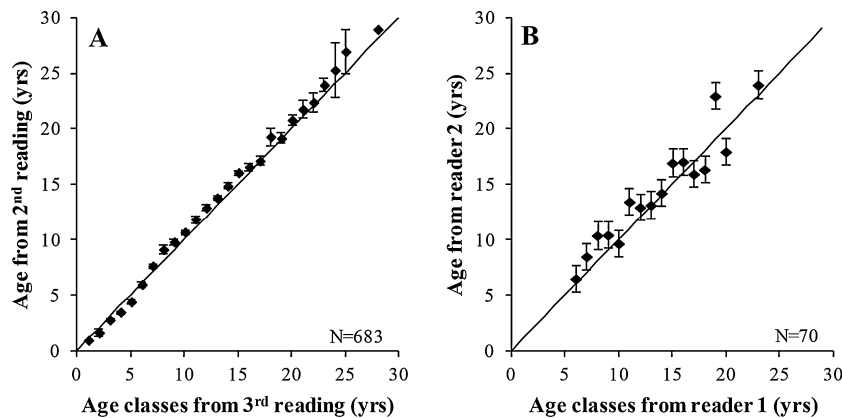 A
Age from 2nd reading (yrs)
30
25
20
15
10
5
0
N=683
0 5 10 15 20 25 30
Age classes from 3rd reading (yrs)
B
Age from reader 2 (yrs)
30
25
20
15
10
5
0
N=70
0 5 10 15 20 25 30
Age classes from reader 1 (yrs)